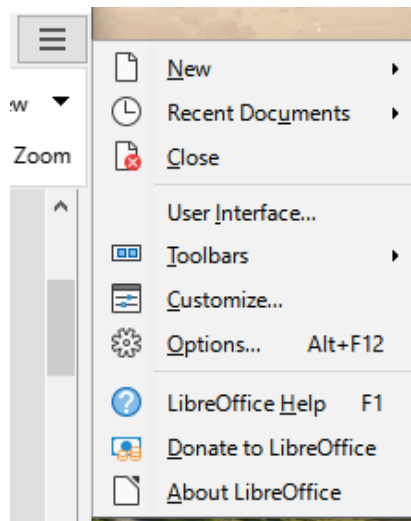 New
Recent Documents
Close
User Interface...
Toolbars
Customize...
Options... Alt+F12
LibreOffice Help F1
Donate to LibreOffice
About LibreOffice
Zoom